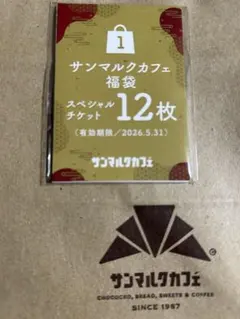 1
サンマルクカフェ
福袋
スペシャル
チケット 12枚
(有効期限/2026.5.31)
サンマルクカフェ
®
サンマルクカフェ
CHOCOCRO, BREAD, SWEETS & COFFEE
SINCE 1987